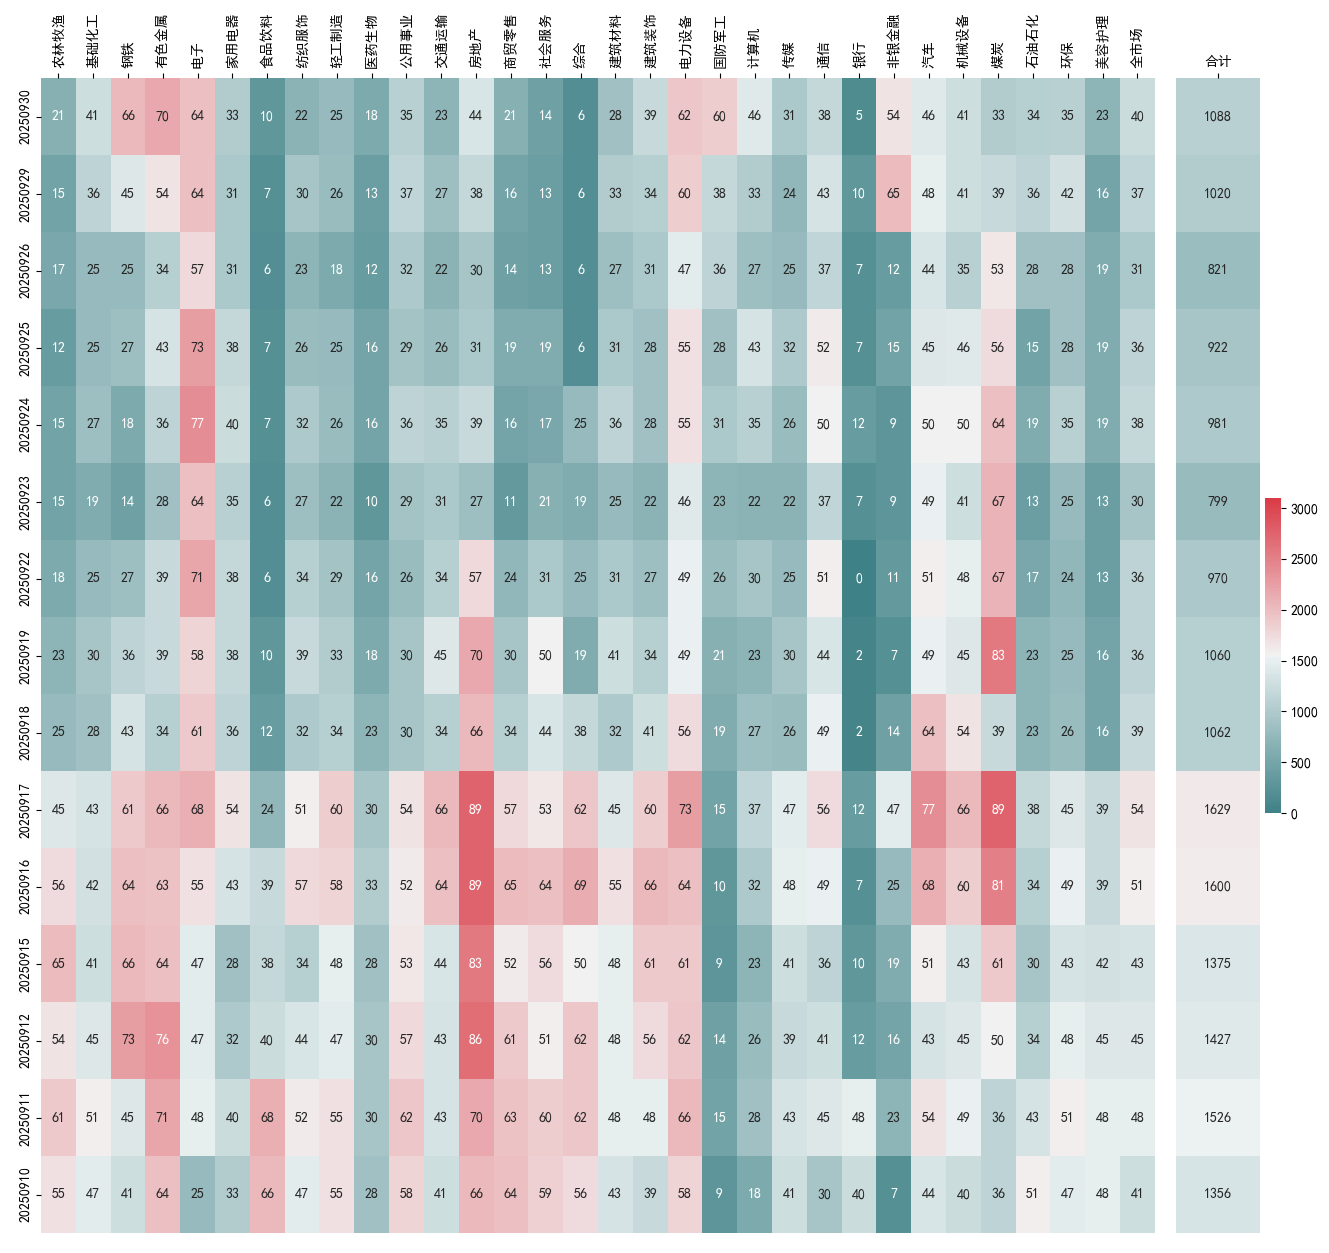 农林牧渔 基础化工 钢铁 有色金属 电子 家用电器 食品饮料 纺织服饰 轻工制造 医药生物 公用事业 交通运输 房地产 商贸零售 社会服务 综合 建筑材料 建筑装饰 电力设备 国防军工 计算机 传媒 通信 银行 非银金融 汽车 机械设备 煤炭 石油石化 环保 美容护理 全市场 合计
20250930 21 41 66 70 64 33 10 22 25 18 35 23 44 21 14 6 28 39 62 60 46 31 38 5 54 46 41 33 34 35 23 40 1088
20250929 15 36 45 54 64 31 7 30 26 13 37 27 38 16 13 6 33 34 60 38 33 24 43 10 65 48 41 39 36 42 16 37 1020
20250926 17 25 25 34 57 31 6 23 18 12 32 22 30 14 13 6 27 31 47 36 27 25 37 7 12 44 35 53 28 28 19 31 821
20250925 12 25 27 43 73 38 7 26 25 16 29 26 31 19 19 6 31 28 55 28 43 32 52 7 15 45 46 56 15 28 19 36 922
20250924 15 27 18 36 77 40 7 32 26 16 36 35 39 16 17 25 36 28 55 31 35 26 50 12 9 50 50 64 19 35 19 38 981
20250923 15 19 14 28 64 35 6 27 22 10 29 31 27 11 21 19 25 22 46 23 22 22 37 7 9 49 41 67 13 25 13 30 799
20250922 18 25 27 39 71 38 6 34 29 16 26 34 57 24 31 25 31 27 49 26 30 25 51 0 11 51 48 67 17 24 13 36 970
20250919 23 30 36 39 58 38 10 39 33 18 30 45 70 30 50 19 41 34 49 21 23 30 44 2 7 49 45 83 23 25 16 36 1060
20250918 25 28 43 34 61 36 12 32 34 23 30 34 66 34 44 38 32 41 56 19 27 26 49 2 14 64 54 39 23 26 16 39 1062
20250917 45 43 61 66 68 54 24 51 60 30 54 66 89 57 53 62 45 60 73 15 37 47 56 12 47 77 66 89 38 45 39 54 1629
20250916 56 42 64 63 55 43 39 57 58 33 52 64 89 65 64 69 55 66 64 10 32 48 49 7 25 68 60 81 34 49 39 51 1600
20250915 65 41 66 64 47 28 38 34 48 28 53 44 83 52 56 50 48 61 61 9 23 41 36 10 19 51 43 61 30 43 42 43 1375
20250912 54 45 73 76 47 32 40 44 47 30 57 43 86 61 51 62 48 56 62 14 26 39 41 12 16 43 45 50 34 48 45 45 1427
20250911 61 51 45 71 48 40 68 52 55 30 62 43 70 63 60 62 48 48 66 15 28 43 45 48 23 54 49 36 43 51 48 48 1526
20250910 55 47 41 64 25 33 66 47 55 28 58 41 66 64 59 56 43 39 58 9 18 41 30 40 7 44 40 36 51 47 48 41 1356
3000
2500
2000
1500
1000
500
0